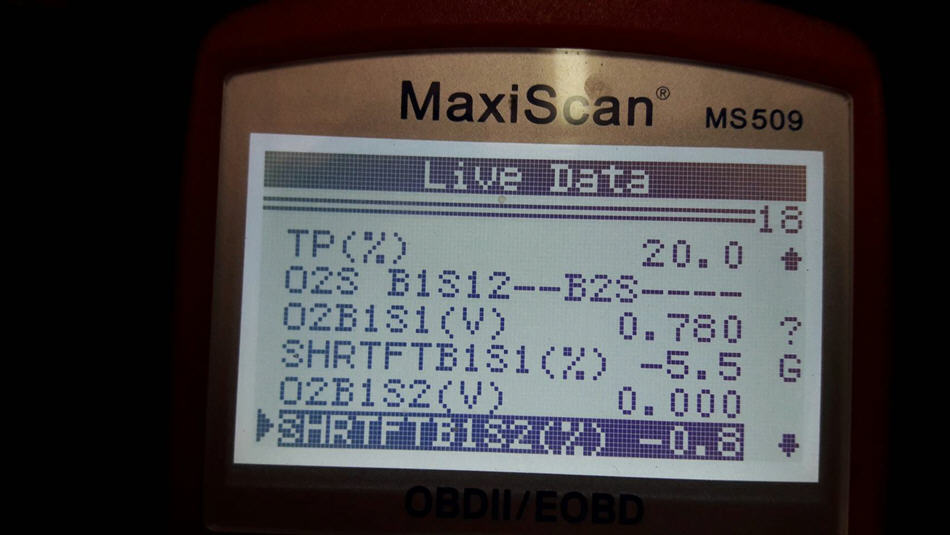 MaxiScan® MS509
Live Data
18
TP(%) 20.0
O2S B1S12--B2S----
O2B1S1(V) 0.780 ?
SHRTFTB1S1(%) -5.5 G
O2B1S2(V) 0.000
SHRTFTB1S2(%) -0.8
OBDII/EOBD